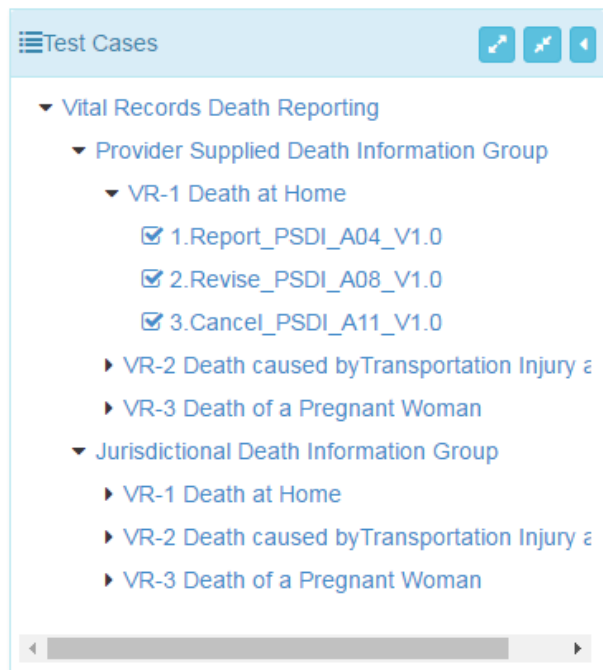 Test Cases
Vital Records Death Reporting
Provider Supplied Death Information Group
VR-1 Death at Home
1.Report_PSDI_A04_V1.0
2.Revise_PSDI_A08_V1.0
3.Cancel_PSDI_A11_V1.0
VR-2 Death caused byTransportation Injury a
VR-3 Death of a Pregnant Woman
Jurisdictional Death Information Group
VR-1 Death at Home
VR-2 Death caused byTransportation Injury a
VR-3 Death of a Pregnant Woman